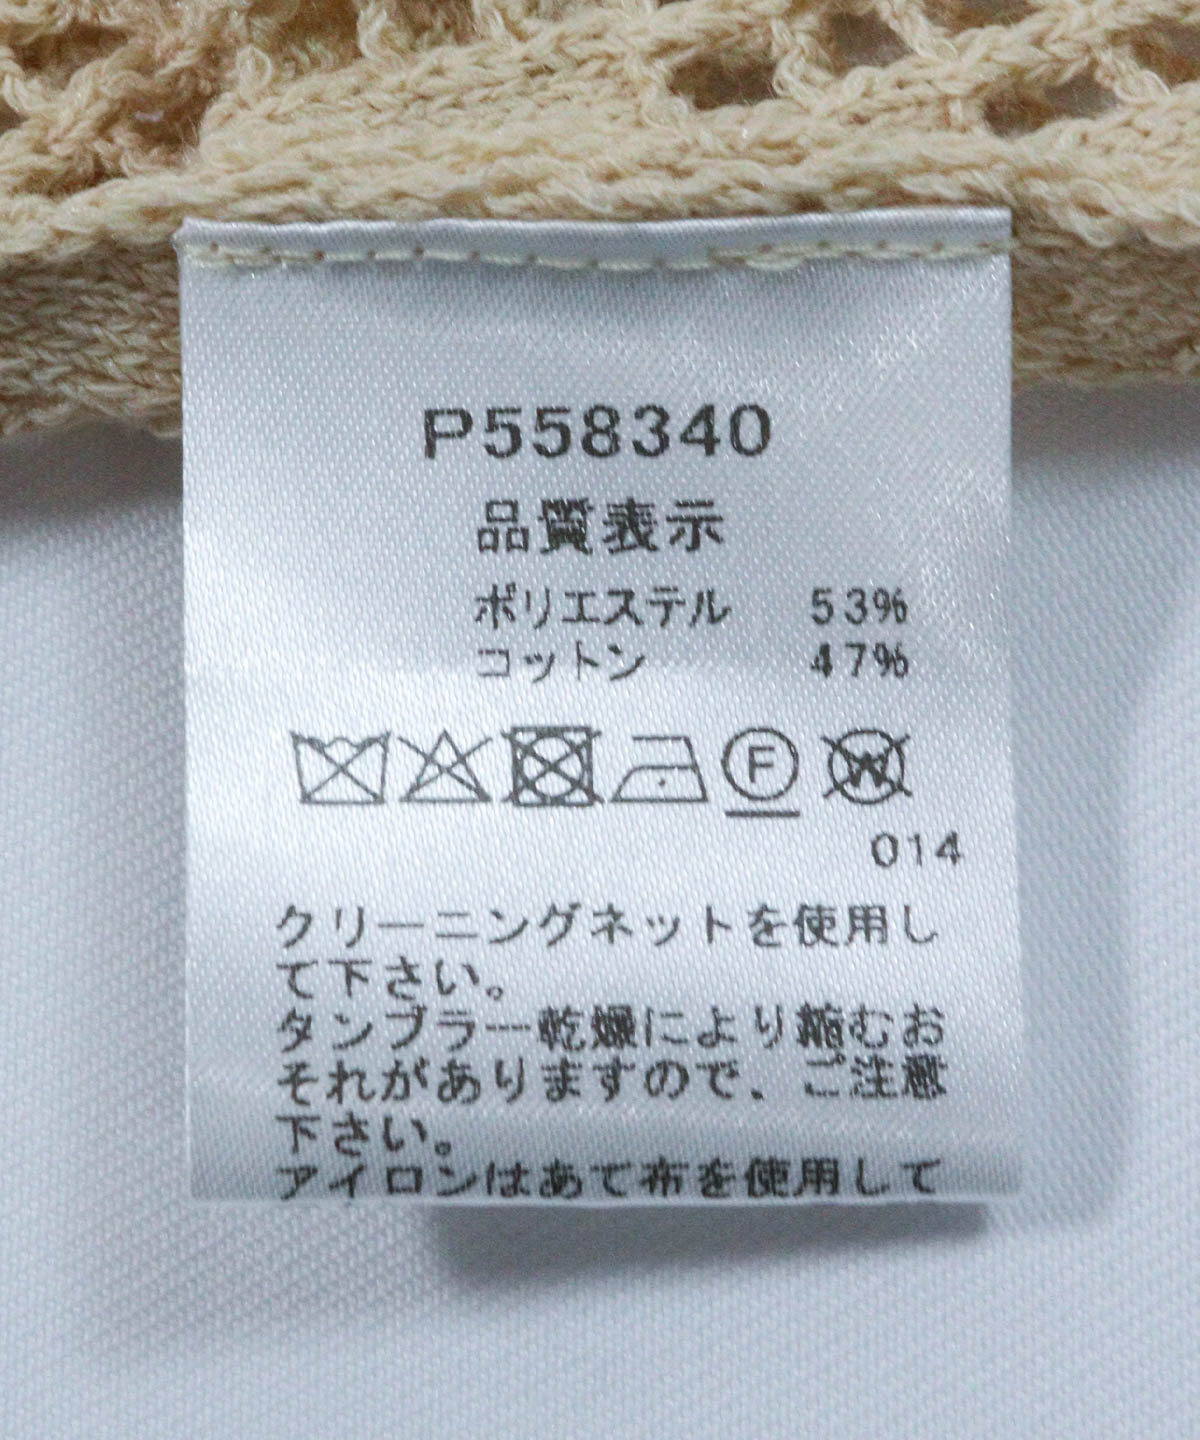 P558340
品質表示
ポリエステル 53%
コットン 47%
F W
014
クリーニングネットを使用し
て下さい。
タンブラー乾燥により縮むお
それがありますので、ご注意
下さい。
アイロンはあて布を使用して